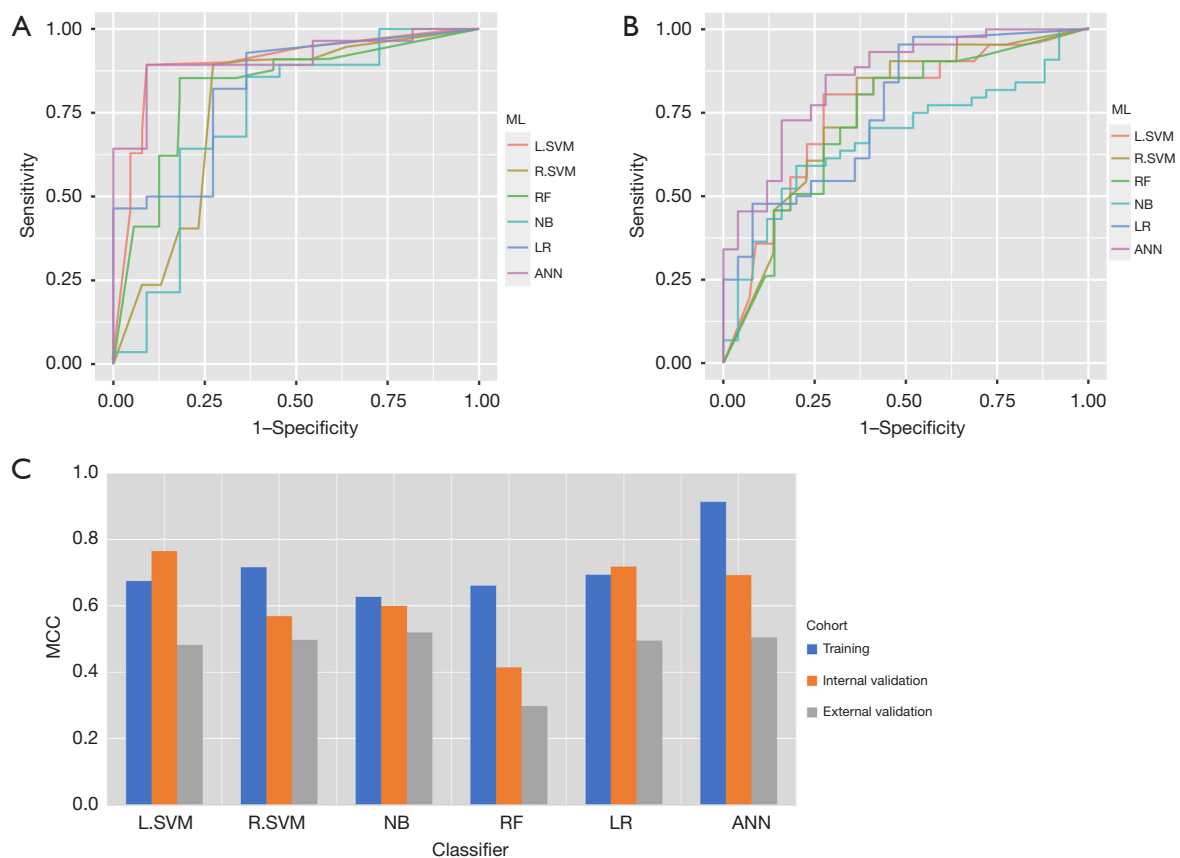 A
1.00
0.75
0.50
0.25
0.00
Sensitivity
0.00 0.25 0.50 0.75 1.00
1–Specificity
ML
L.SVM
R.SVM
RF
NB
LR
ANN
B
1.00
0.75
0.50
0.25
0.00
Sensitivity
0.00 0.25 0.50 0.75 1.00
1–Specificity
ML
L.SVM
R.SVM
RF
NB
LR
ANN
C
1.0
0.8
0.6
0.4
0.2
0.0
MCC
L.SVM R.SVM NB RF LR ANN
Classifier
Cohort
Training
Internal validation
External validation